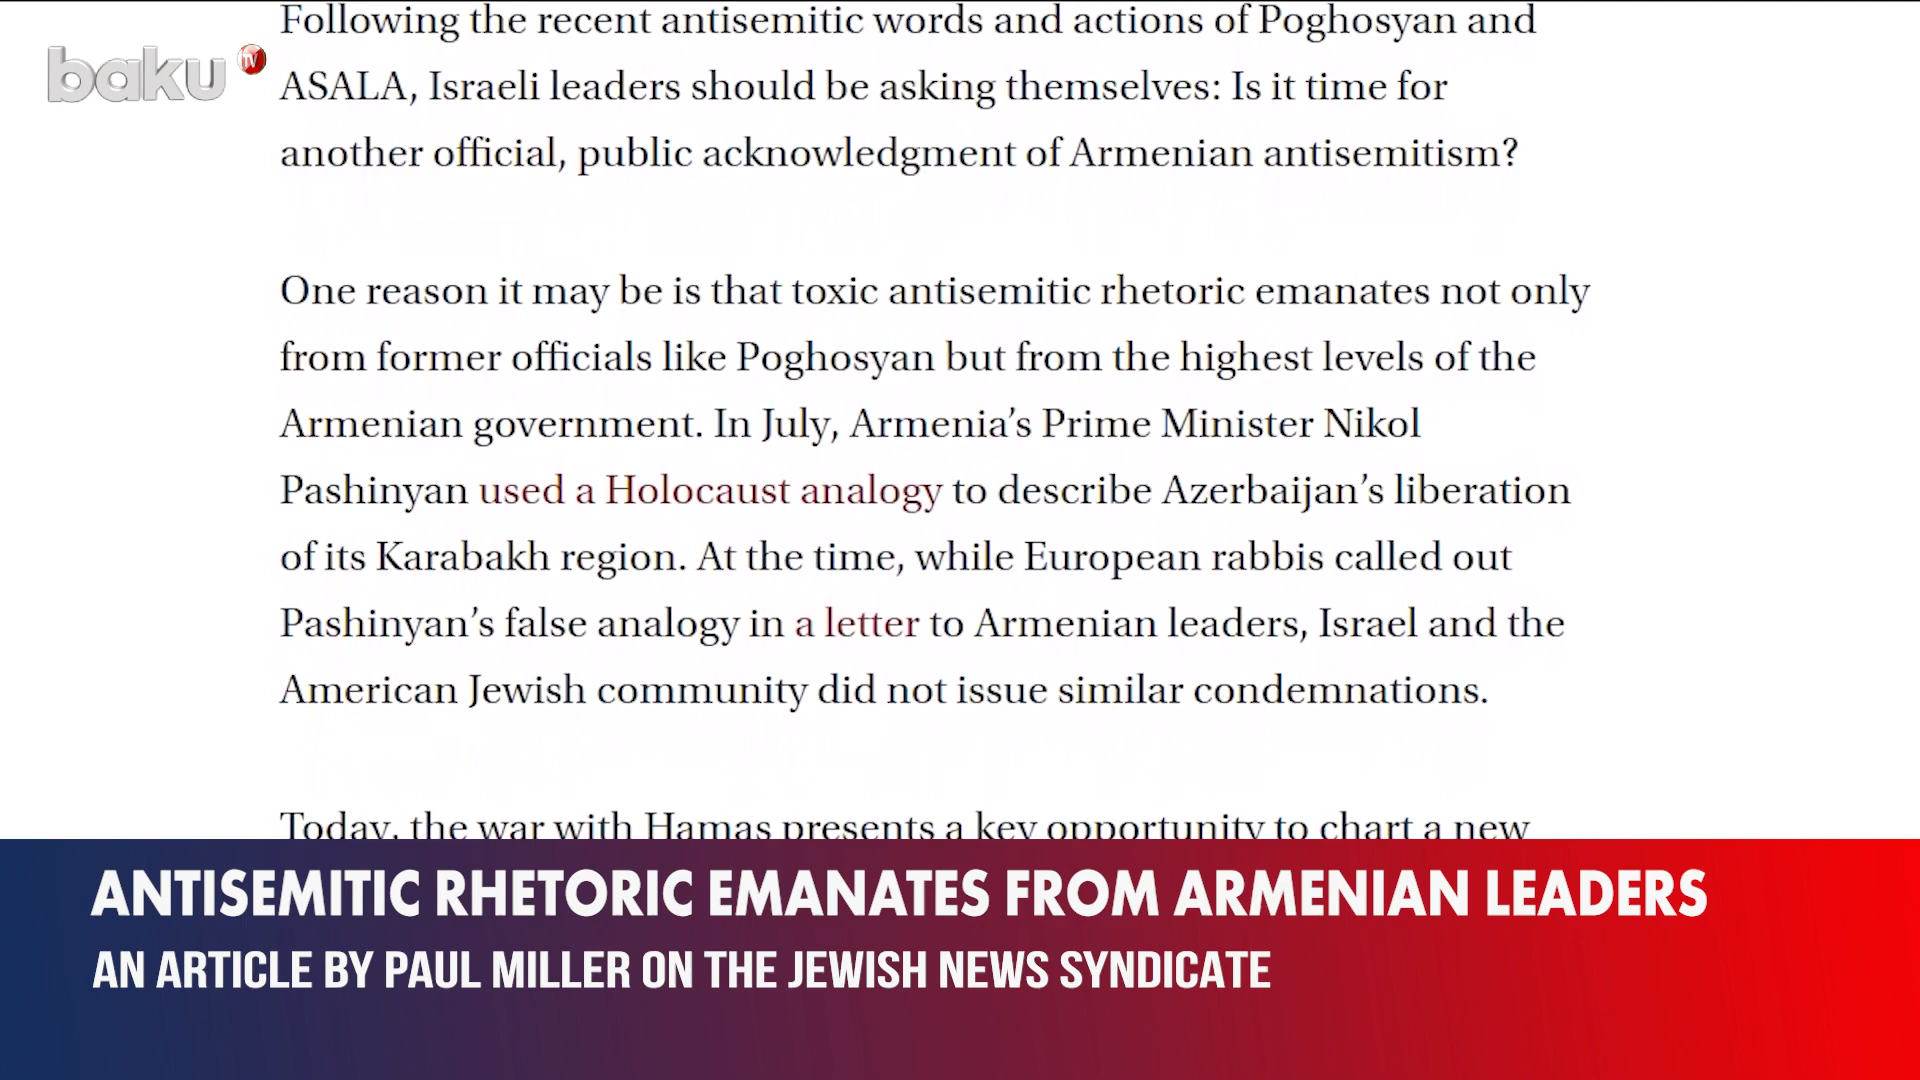 baku TV
Following the recent antisemitic words and actions of Poghosyan and
ASALA, Israeli leaders should be asking themselves: Is it time for
another official, public acknowledgment of Armenian antisemitism?
One reason it may be is that toxic antisemitic rhetoric emanates not only
from former officials like Poghosyan but from the highest levels of the
Armenian government. In July, Armenia’s Prime Minister Nikol
Pashinyan used a Holocaust analogy to describe Azerbaijan’s liberation
of its Karabakh region. At the time, while European rabbis called out
Pashinyan’s false analogy in a letter to Armenian leaders, Israel and the
American Jewish community did not issue similar condemnations.
Today, the war with Hamas presents a key opportunity to chart a new
ANTISEMITIC RHETORIC EMANATES FROM ARMENIAN LEADERS
AN ARTICLE BY PAUL MILLER ON THE JEWISH NEWS SYNDICATE